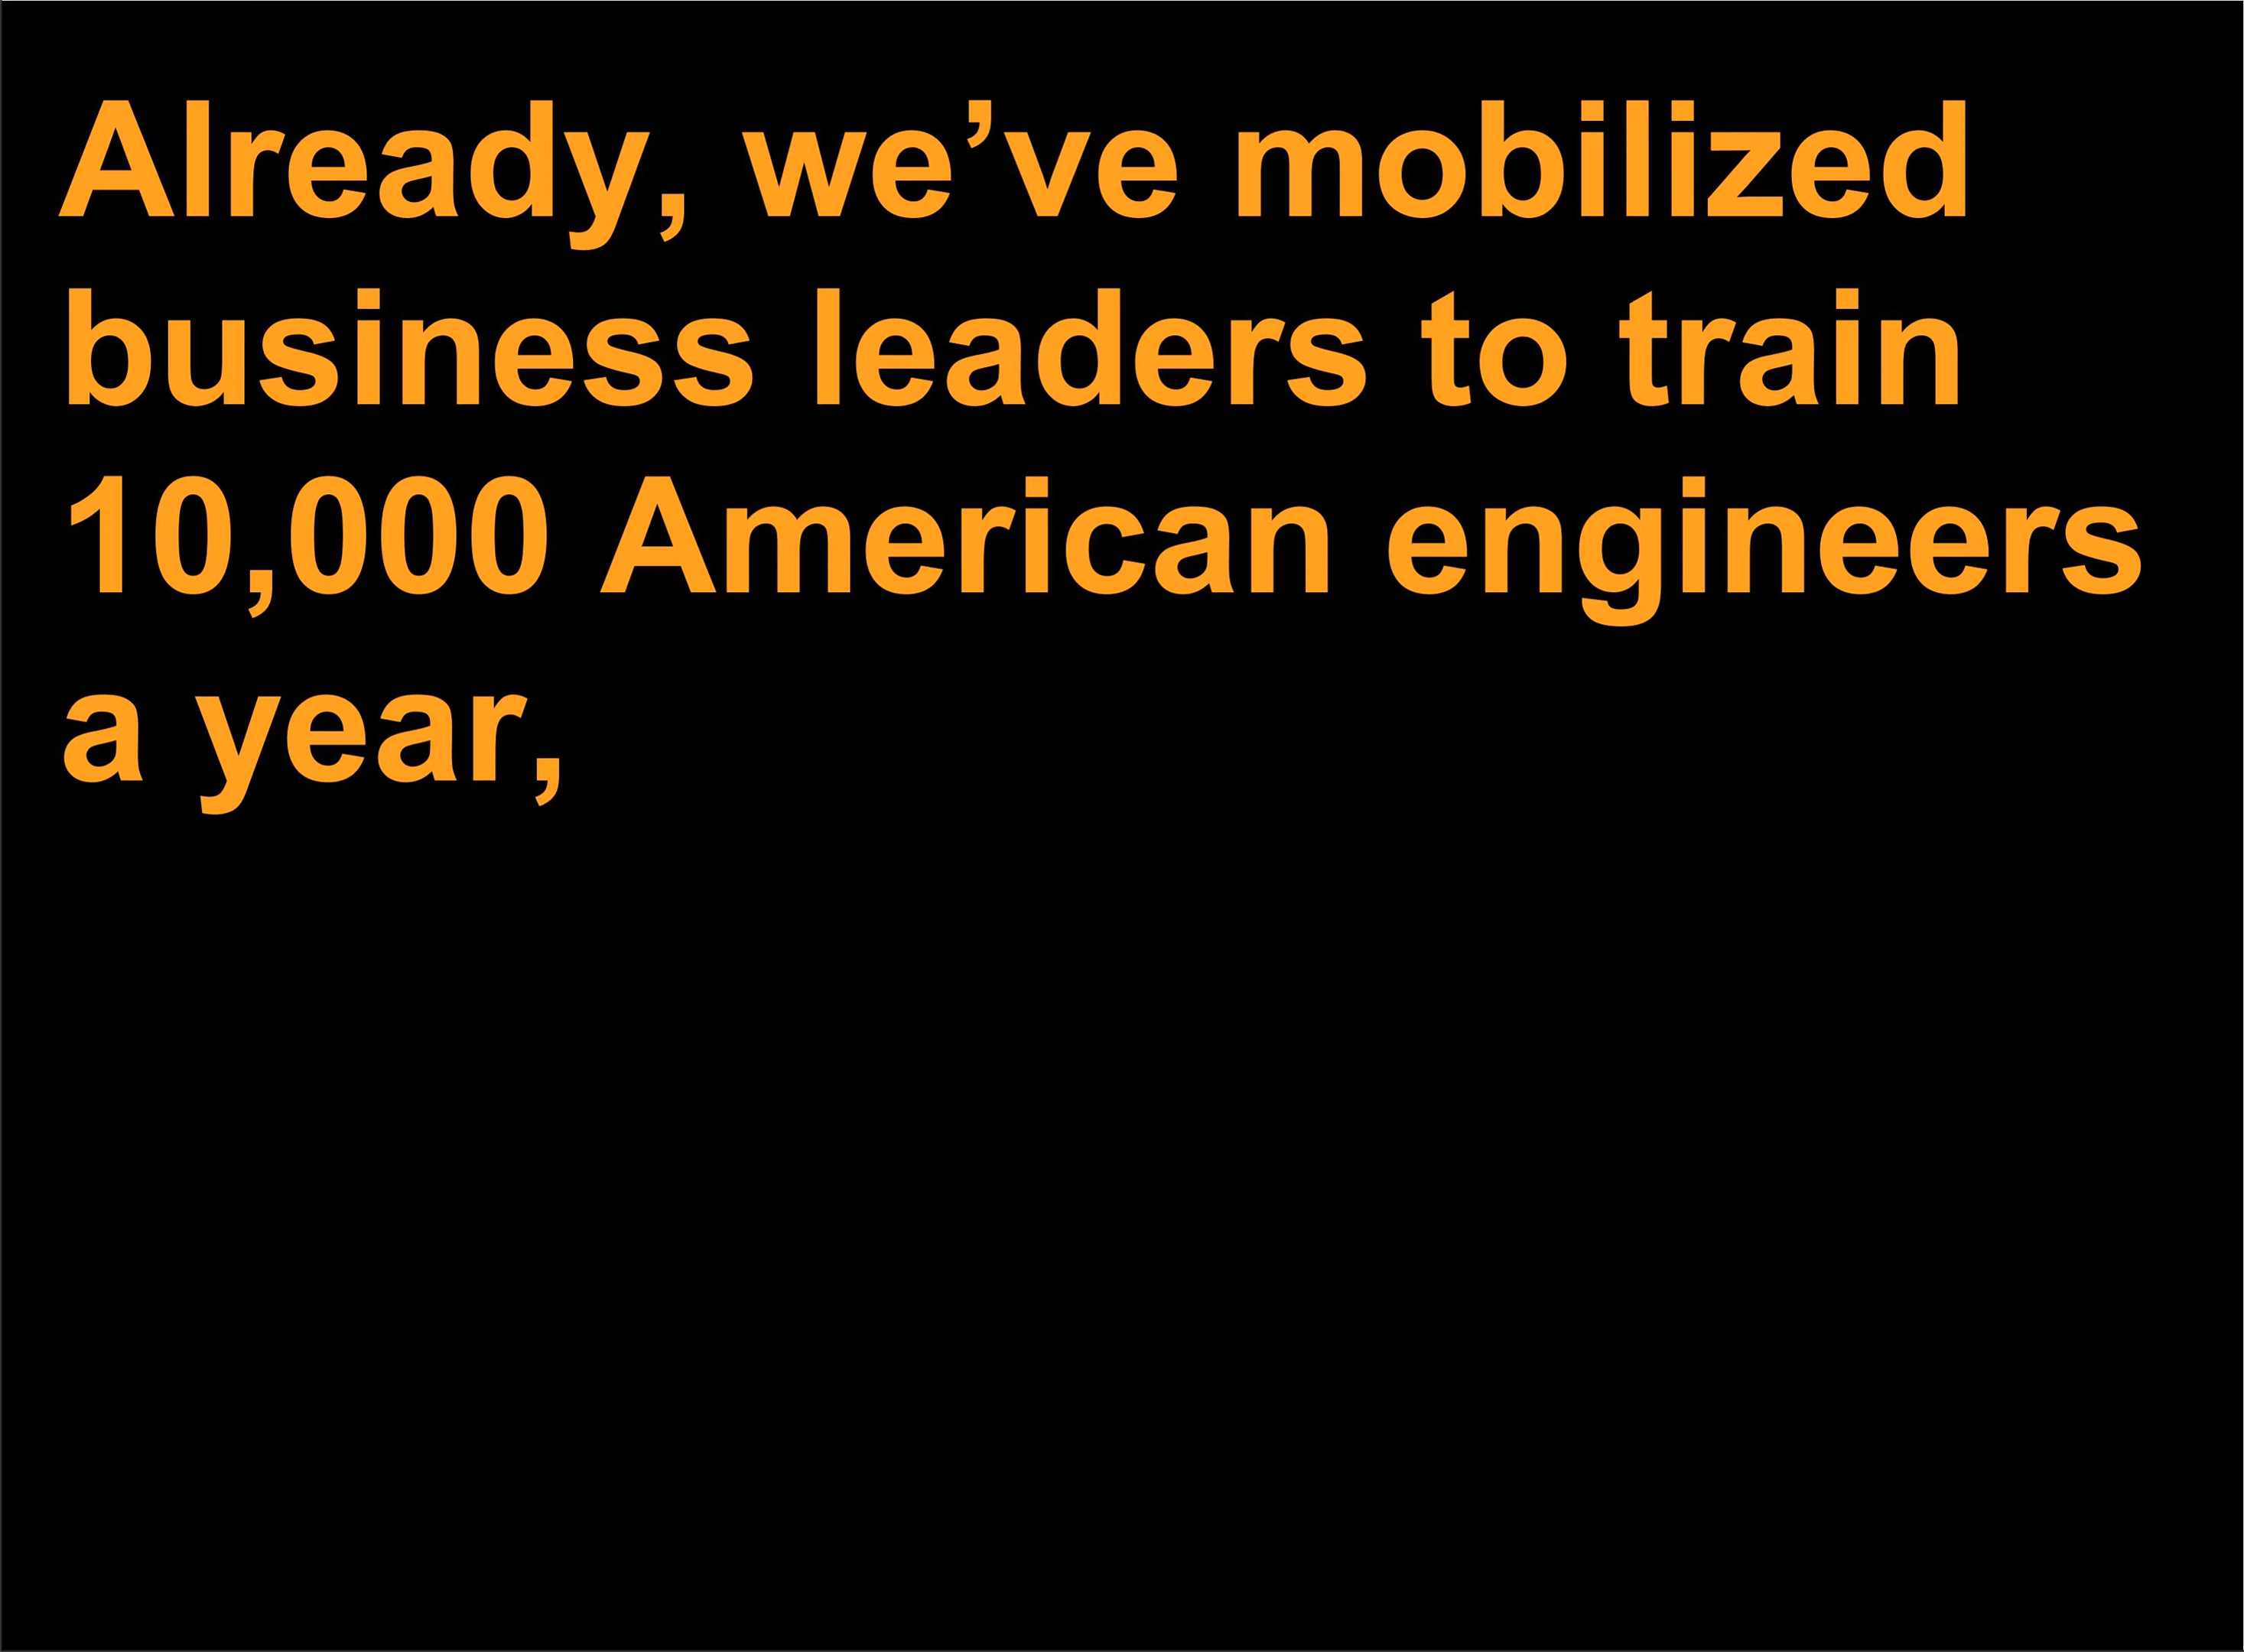 Already, we’ve mobilized
business leaders to train
10,000 American engineers
a year,